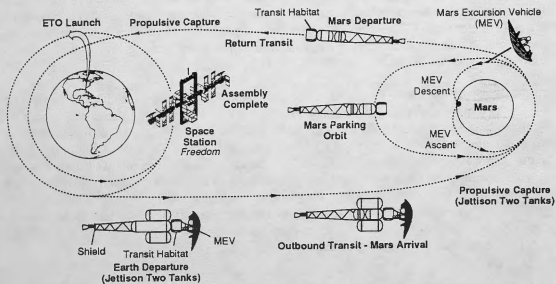 ETO Launch
Propulsive Capture
Return Transit
Transit Habitat
Mars Departure
Mars Excursion Vehicle
(MEV)
Assembly
Complete
Space
Station
Freedom
Mars Parking
Orbit
MEV
Descent
Mars
MEV
Ascent
Propulsive Capture
(Jettison Two Tanks)
Shield
Transit Habitat
MEV
Earth Departure
(Jettison Two Tanks)
Outbound Transit - Mars Arrival